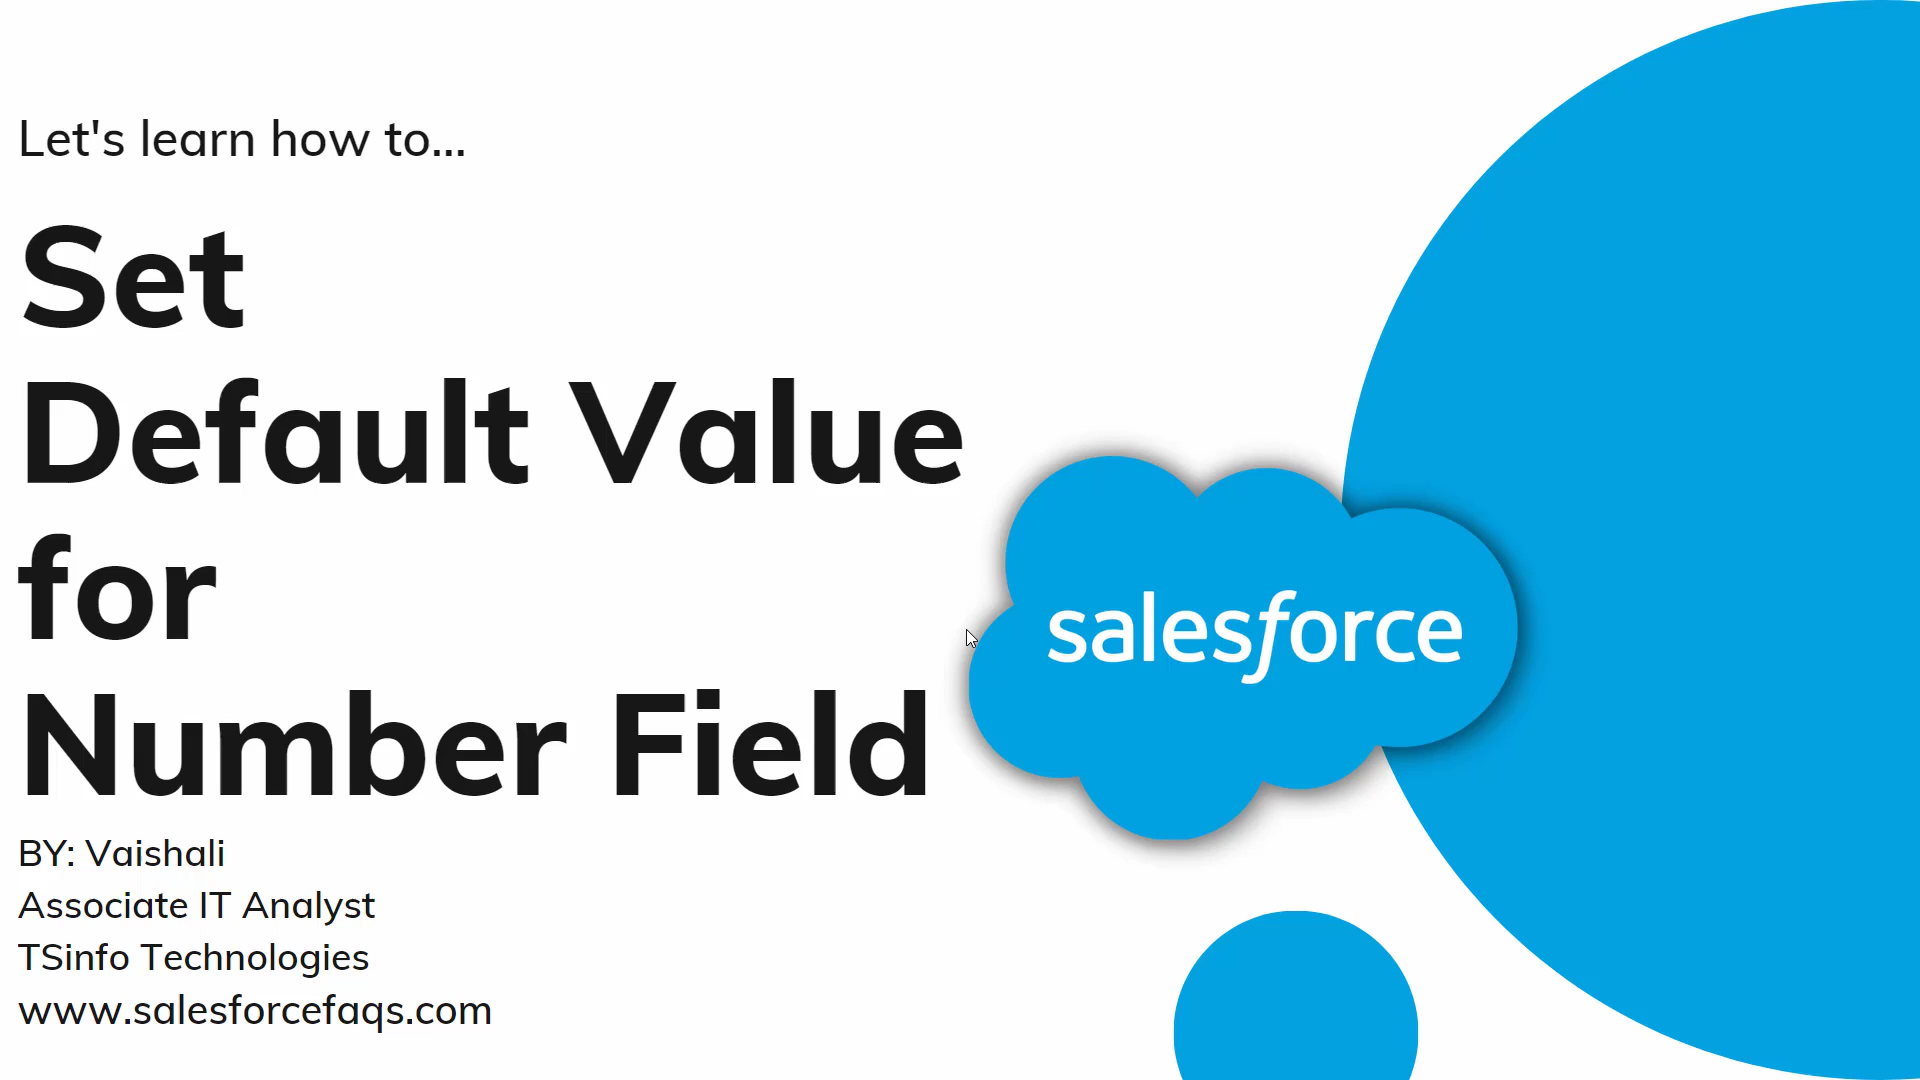 Let's learn how to...
Set
Default Value
for
Number Field
salesforce
BY: Vaishali
Associate IT Analyst
TSinfo Technologies
www.salesforcefaqs.com